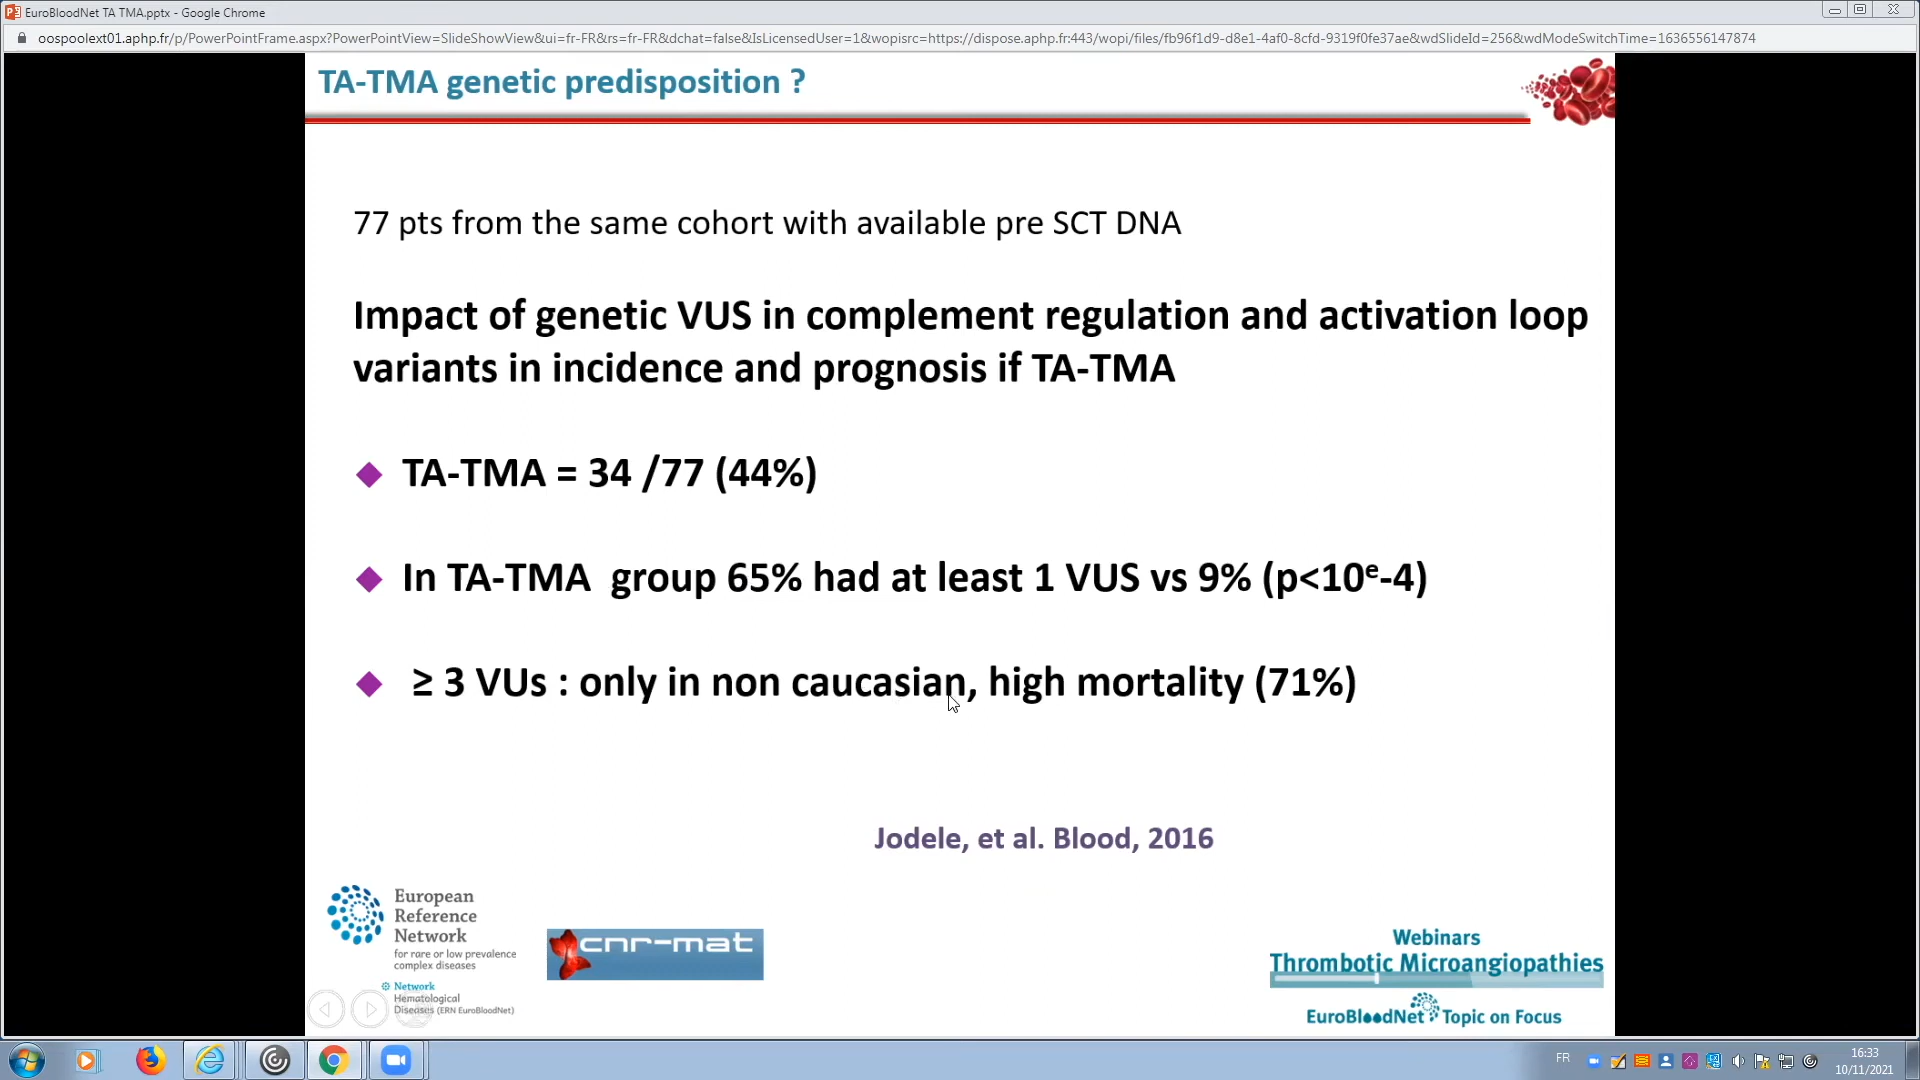 EuroBloodNet TA TMA.pptx - Google Chrome
oospoolext01.aphp.fr/p/PowerPointFrame.aspx?PowerPointView=SlideShowView&ui=fr-FR&rs=fr-FR&dchat=false&IsLicensedUser=1&wopisrc=https://dispose.aphp.fr:443/wopi/files/fb96f1d9-d8e1-4af0-8cfd-9319f0fe37ae&wdSlideId=256&wdModeSwitchTime=1636556147874
TA-TMA genetic predisposition ?
77 pts from the same cohort with available pre SCT DNA
Impact of genetic VUS in complement regulation and activation loop
variants in incidence and prognosis if TA-TMA
◆ TA-TMA = 34 /77 (44%)
◆ In TA-TMA group 65% had at least 1 VUS vs 9% (p<10ᵉ-4)
◆ ≥ 3 VUs : only in non caucasian, high mortality (71%)
Jodele, et al. Blood, 2016
European
Reference
Network
for rare or low prevalence
complex diseases
Network
Hematological
Diseases (ERN EuroBloodNet)
cnr-mat
Webinars
Thrombotic Microangiopathies
EuroBloodNet Topic on Focus
FR
16:33
10/11/2021